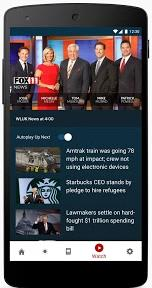 12:30
FOX 11
NEWS
MICHELLE
TOM
WLUK News at 4:00
Autoplay Up Next
Amtrak train was going 78
mph at impact; crew not
using electronic devices
Starbucks CEO stands by
pledge to hire refugees
Lawmakers settle on hard-
fought $1 trillion spending
bill
Watch